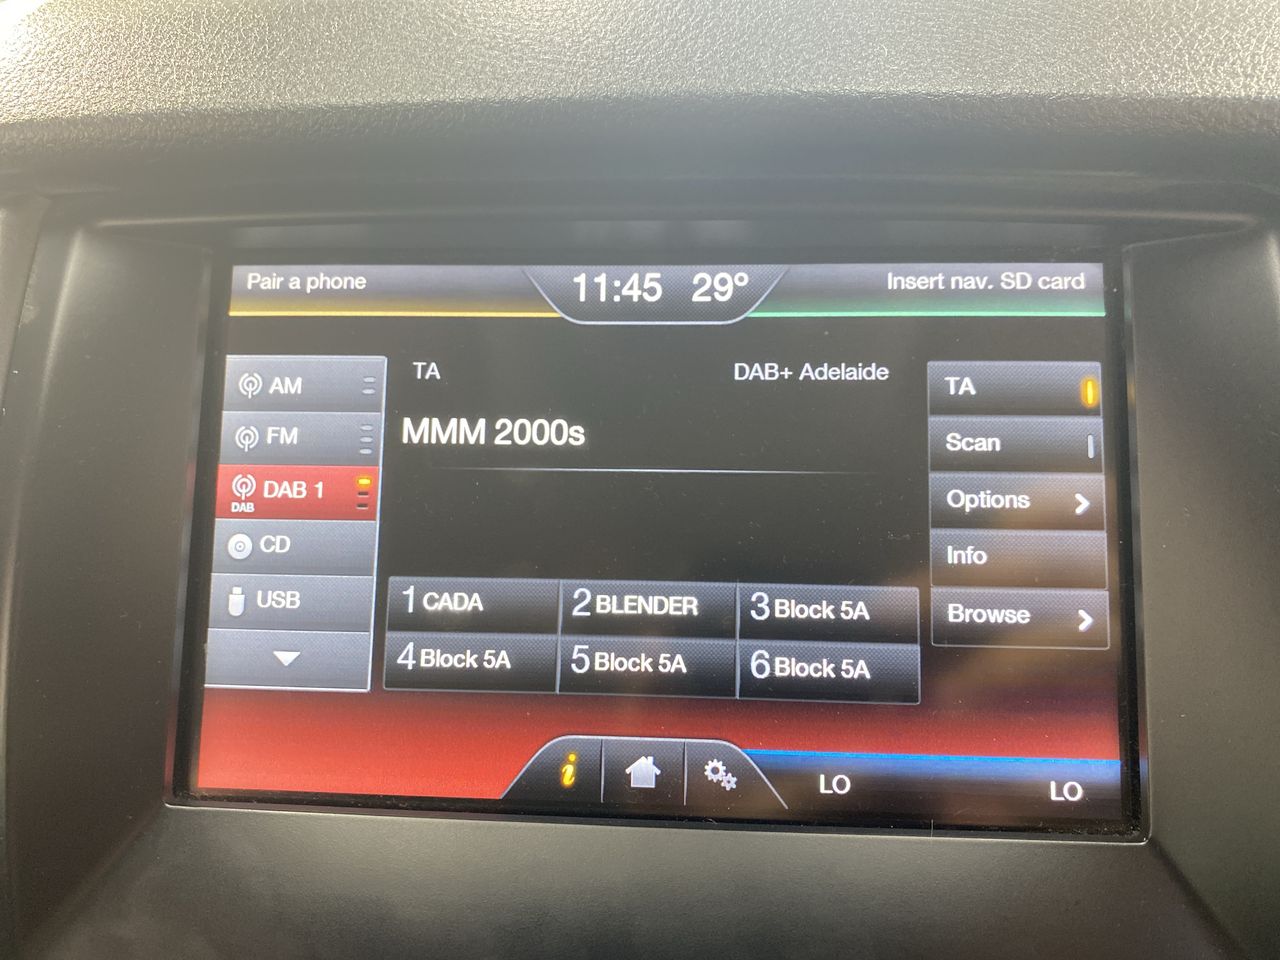 Pair a phone
11:45 29°
Insert nav. SD card
AM
FM
DAB 1
DAB
CD
USB
TA
DAB+ Adelaide
MMM 2000s
1 CADA
2 BLENDER
3 Block 5A
4 Block 5A
5 Block 5A
6 Block 5A
TA
Scan
Options
Info
Browse
i
LO
LO